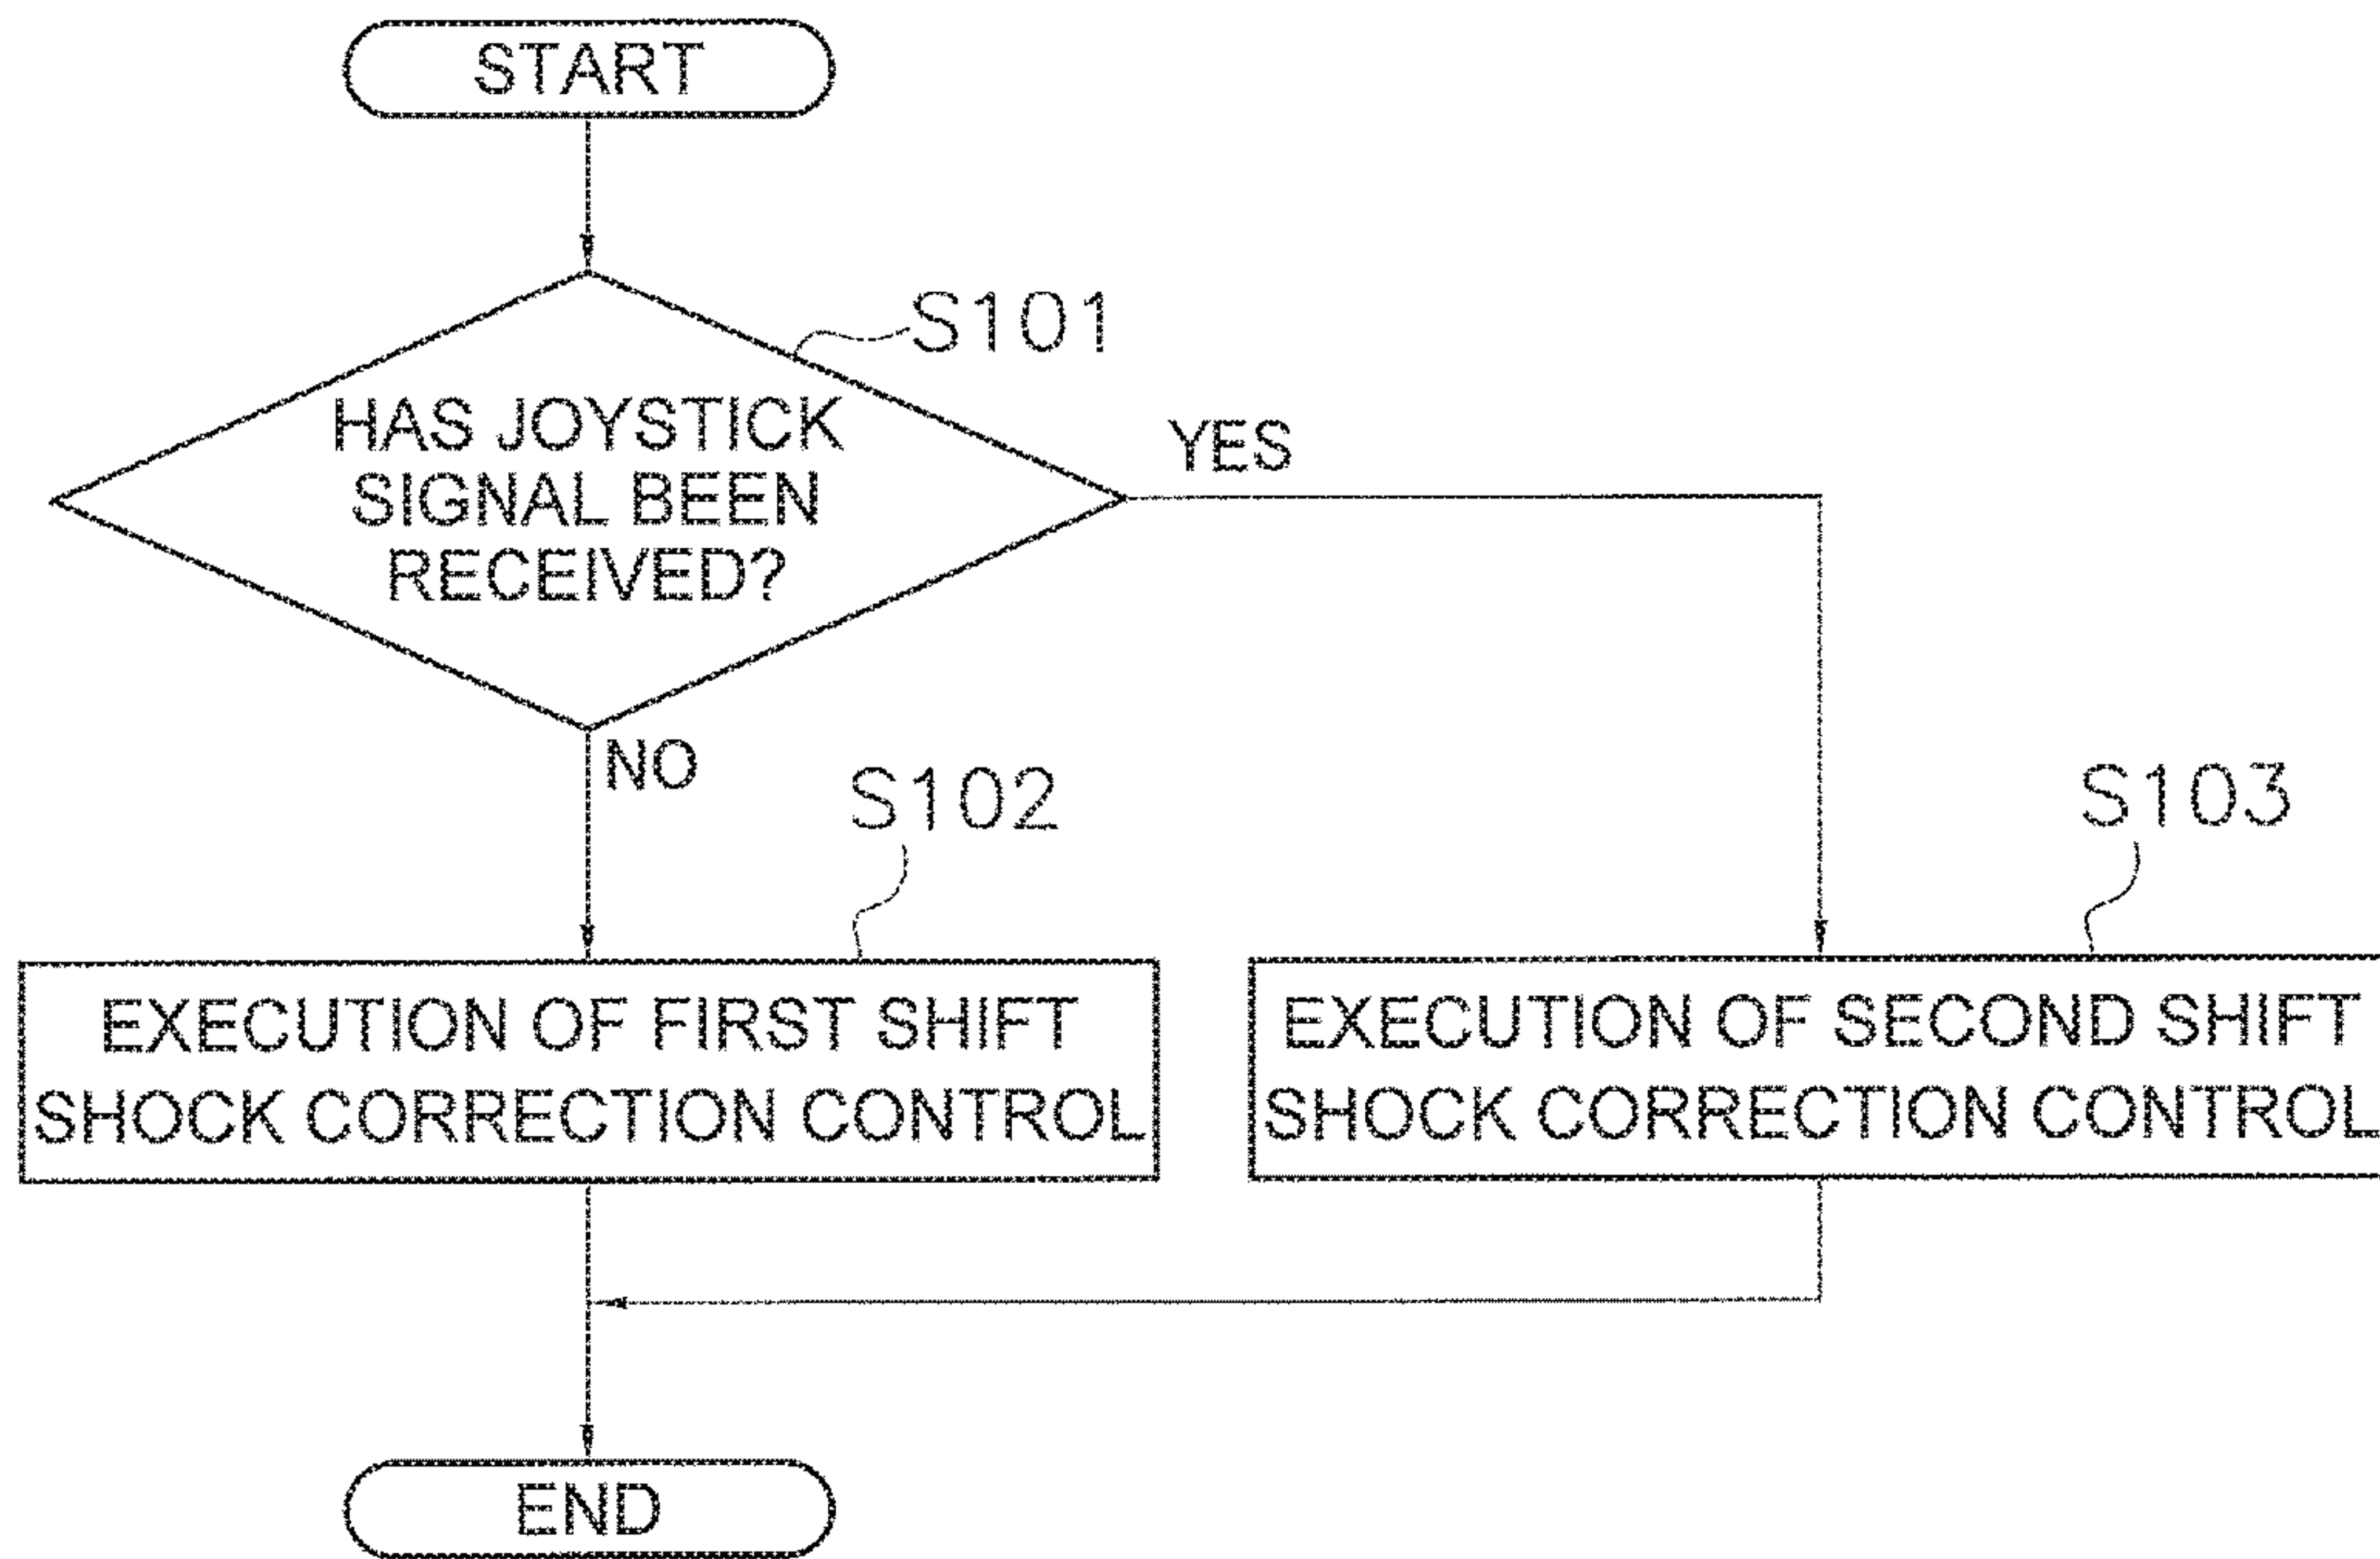 START
S101
HAS JOYSTICK
SIGNAL BEEN
RECEIVED?
YES
NO
S102
S103
EXECUTION OF FIRST SHIFT
SHOCK CORRECTION CONTROL
EXECUTION OF SECOND SHIFT
SHOCK CORRECTION CONTROL
END